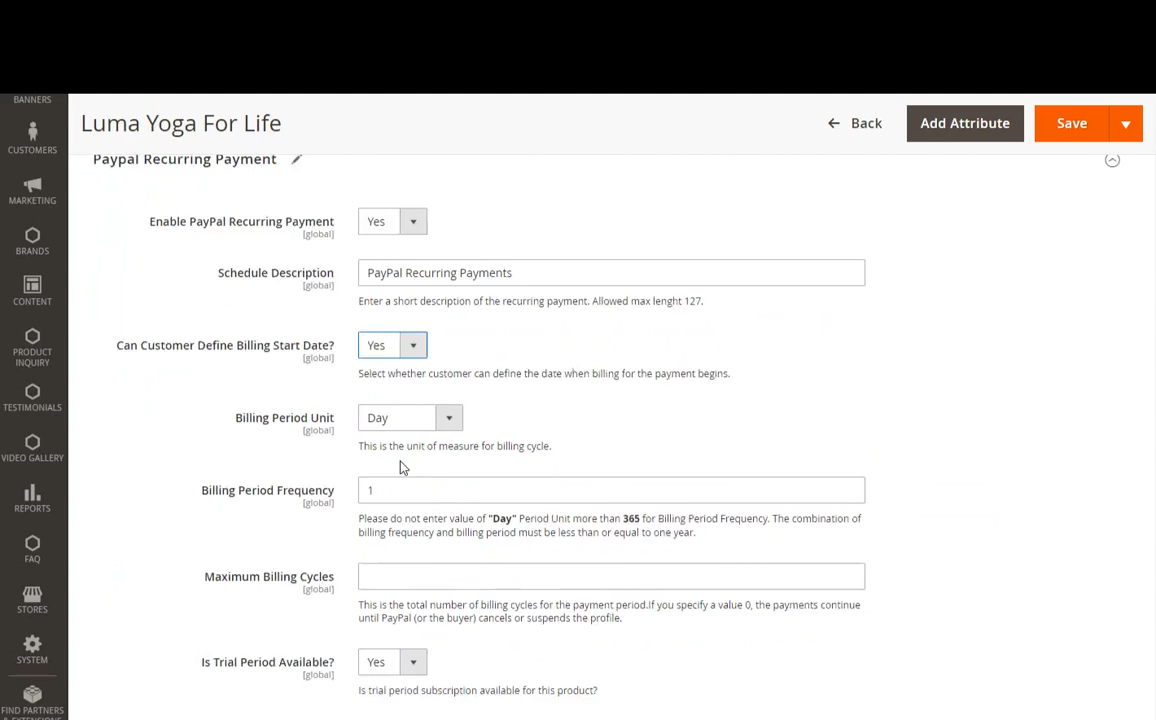 BANNERS
CUSTOMERS
MARKETING
BRANDS
CONTENT
PRODUCT
INQUIRY
TESTIMONIALS
VIDEO GALLERY
REPORTS
FAQ
STORES
SYSTEM
FIND PARTNERS
Luma Yoga For Life
Back
Add Attribute
Save
Paypal Recurring Payment
Enable PayPal Recurring Payment
[global]
Yes
Schedule Description
[global]
PayPal Recurring Payments
Enter a short description of the recurring payment. Allowed max lenght 127.
Can Customer Define Billing Start Date?
[global]
Yes
Select whether customer can define the date when billing for the payment begins.
Billing Period Unit
[global]
Day
This is the unit of measure for billing cycle.
Billing Period Frequency
[global]
1
Please do not enter value of "Day" Period Unit more than 365 for Billing Period Frequency. The combination of
billing frequency and billing period must be less than or equal to one year.
Maximum Billing Cycles
[global]
This is the total number of billing cycles for the payment period.If you specify a value 0, the payments continue
until PayPal (or the buyer) cancels or suspends the profile.
Is Trial Period Available?
[global]
Yes
Is trial period subscription available for this product?